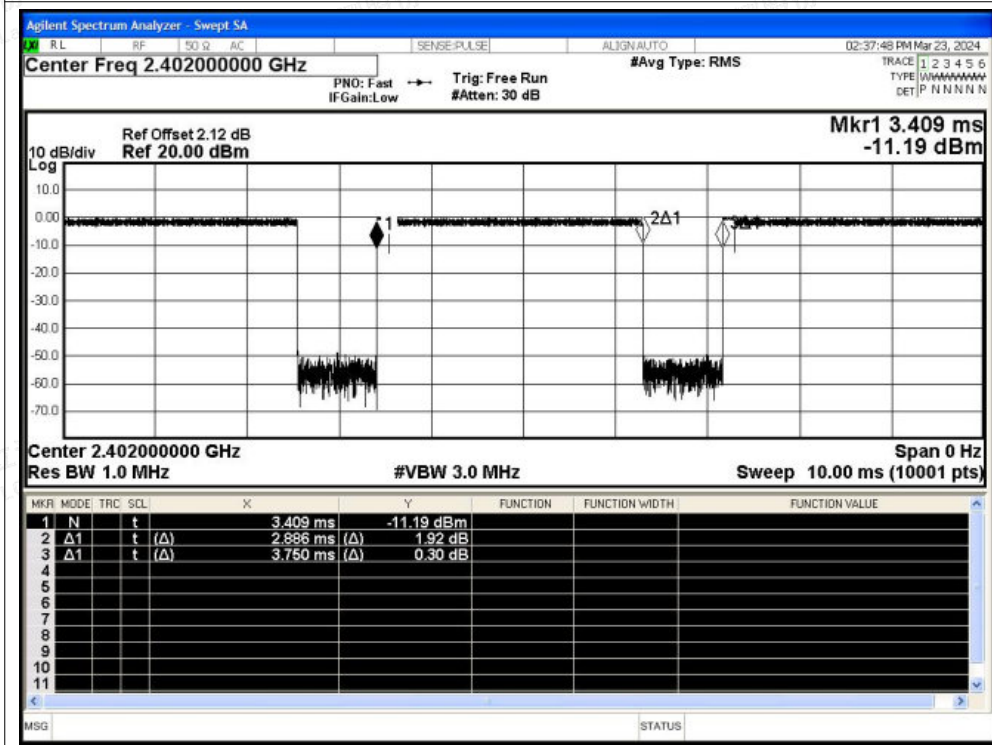 Agilent Spectrum Analyzer - Swept SA
LXI RL RF 50 Ω AC SENSE:PULSE ALIGN AUTO 02:37:48 PM Mar 23, 2024
Center Freq 2.402000000 GHz #Avg Type: RMS TRACE 1 2 3 4 5 6
PNO: Fast Trig: Free Run TYPE WWWWWW
IFGain:Low #Atten: 30 dB DET P N N N N N
Mkr1 3.409 ms
Ref Offset 2.12 dB
10 dB/div Ref 20.00 dBm -11.19 dBm
Log
10.0
0.00
1 2Δ1 3Δ1
-10.0
-20.0
-30.0
-40.0
-50.0
-60.0
-70.0
Center 2.402000000 GHz Span 0 Hz
Res BW 1.0 MHz #VBW 3.0 MHz Sweep 10.00 ms (10001 pts)
MKR MODE TRC SCL X Y FUNCTION FUNCTION WIDTH FUNCTION VALUE
1 N t 3.409 ms -11.19 dBm
2 Δ1 t (Δ) 2.886 ms (Δ) 1.92 dB
3 Δ1 t (Δ) 3.750 ms (Δ) 0.30 dB
4
5
6
7
8
9
10
11
MSG STATUS